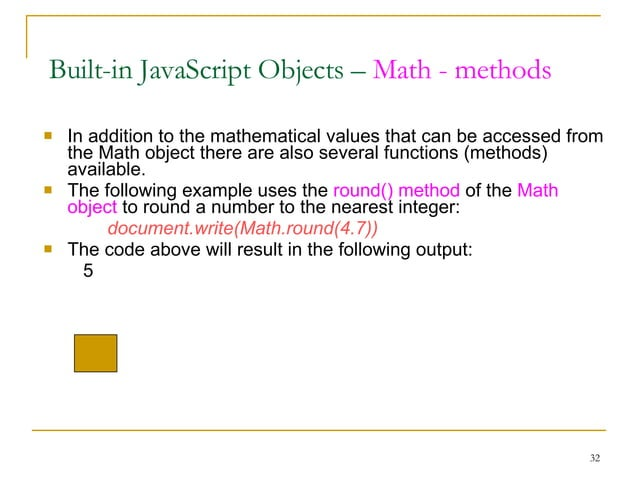 Built-in JavaScript Objects – Math - methods
In addition to the mathematical values that can be accessed from
the Math object there are also several functions (methods)
available.
The following example uses the round() method of the Math
object to round a number to the nearest integer:
document.write(Math.round(4.7))
The code above will result in the following output:
5
32